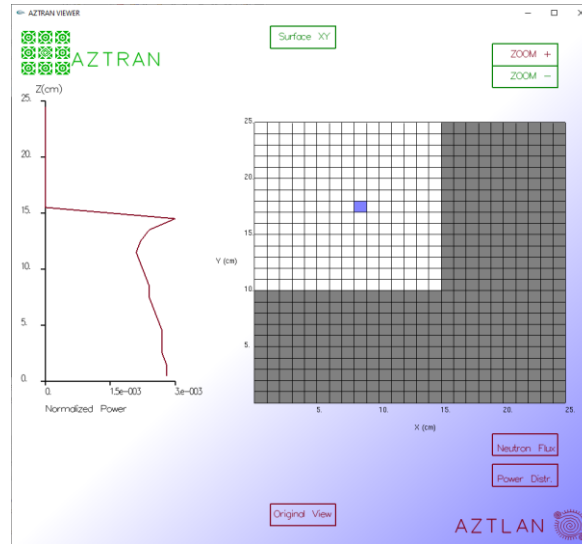 AZTRAN VIEWER
Surface XY
AZTRAN
ZOOM +
ZOOM -
Z(cm)
25.
20.
15.
10.
5.
0.
0.
1.5e-003
3.e-003
Normalized Power
25.
20.
15.
Y (cm)
10.
5.
5.
10.
15.
20.
25.
X (cm)
Neutron Flux
Power Distr.
Original View
AZTLAN